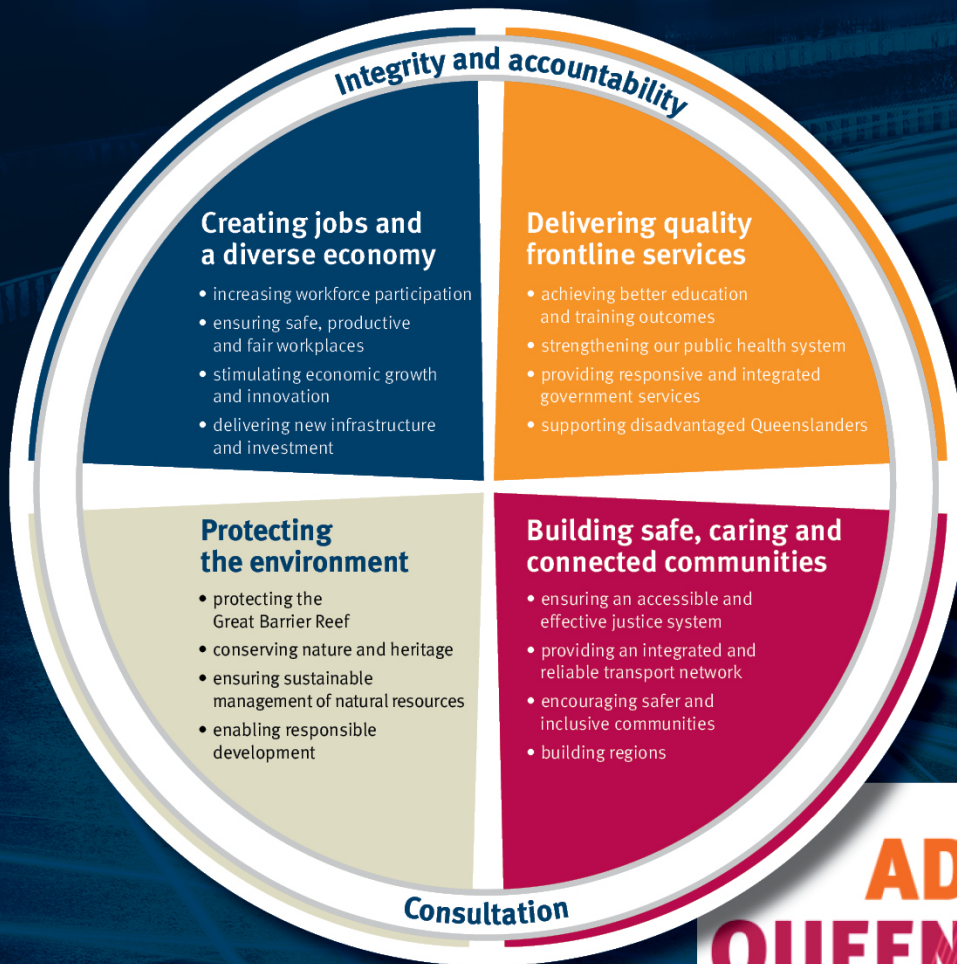 Integrity and accountability
Creating jobs and
a diverse economy
• increasing workforce participation
• ensuring safe, productive
and fair workplaces
• stimulating economic growth
and innovation
• delivering new infrastructure
and investment
Delivering quality
frontline services
• achieving better education
and training outcomes
• strengthening our public health system
• providing responsive and integrated
government services
• supporting disadvantaged Queenslanders
Protecting
the environment
• protecting the
Great Barrier Reef
• conserving nature and heritage
• ensuring sustainable
management of natural resources
• enabling responsible
development
Building safe, caring and
connected communities
• ensuring an accessible and
effective justice system
• providing an integrated and
reliable transport network
• encouraging safer and
inclusive communities
• building regions
Consultation
AD
QUEEN